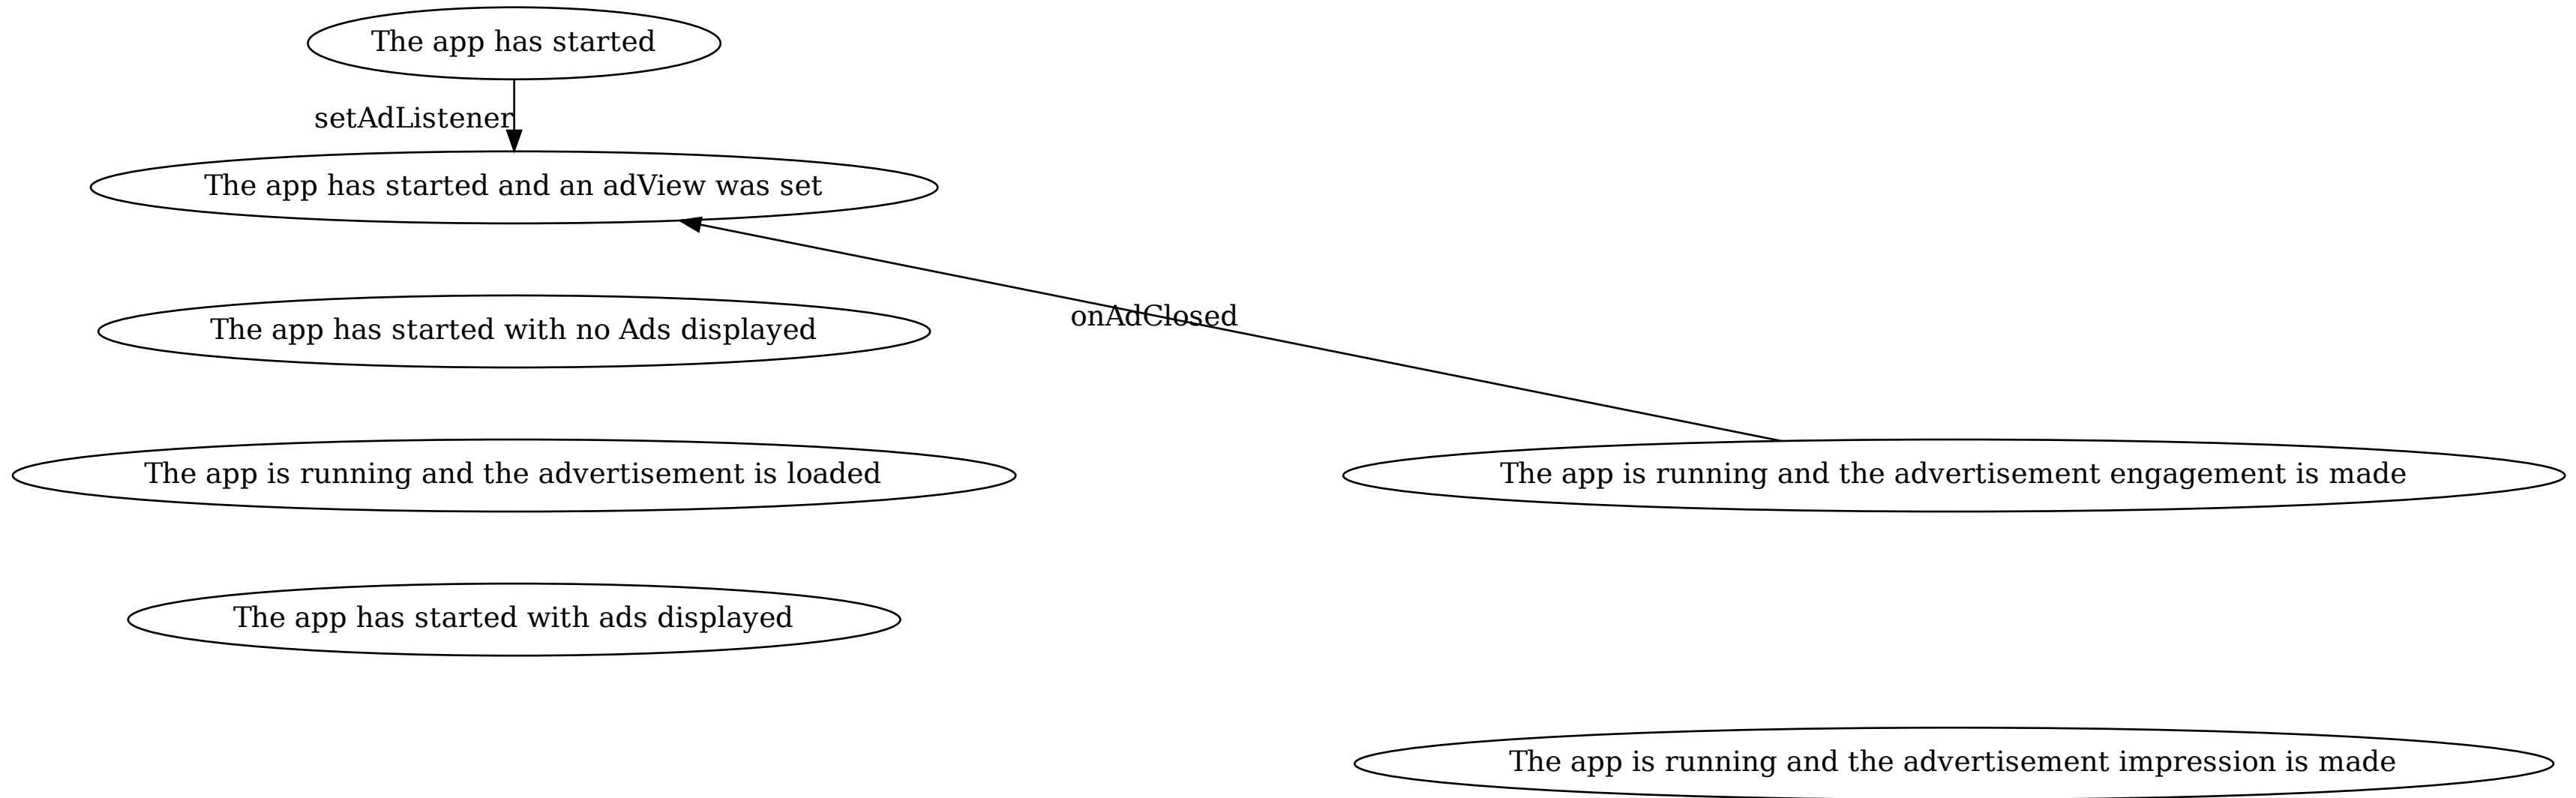 The app has started
setAdListener
The app has started and an adView was set
The app has started with no Ads displayed
onAdClosed
The app is running and the advertisement is loaded
The app is running and the advertisement engagement is made
The app has started with ads displayed
The app is running and the advertisement impression is made